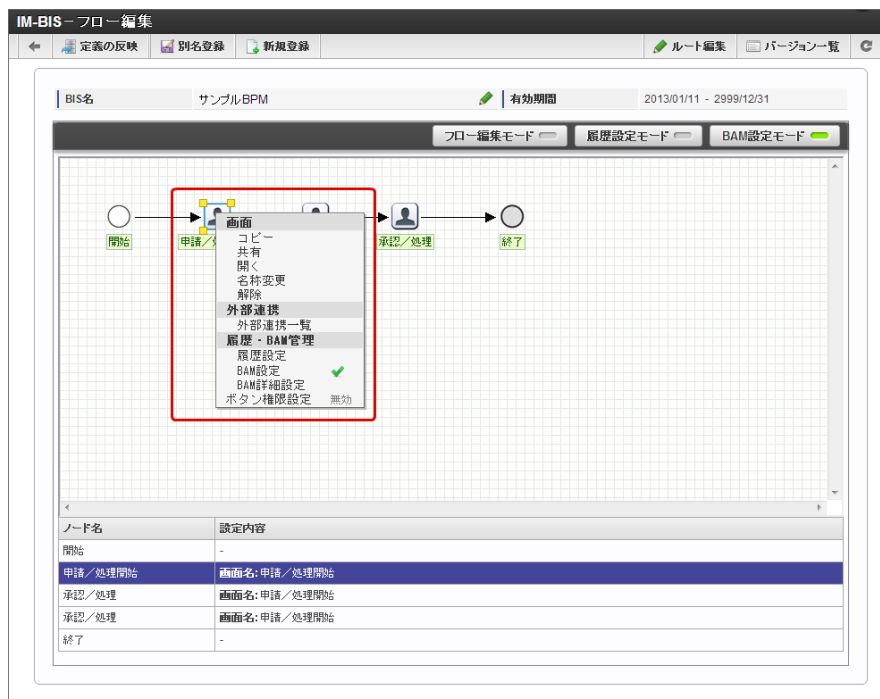 IM-BIS－フロー編集
定義の反映 別名登録 新規登録 ルート編集 バージョン一覧
BIS名 サンプルBPM 有効期間 2013/01/11 - 2999/12/31
フロー編集モード 履歴設定モード BAM設定モード
開始 申請／ 承認／処理 終了
画面
コピー
共有
開く
名称変更
解除
外部連携
外部連携一覧
履歴・BAM管理
履歴設定
BAM設定
BAM詳細設定
ボタン権限設定 無効
ノード名 設定内容
開始 -
申請／処理開始 画面名:申請／処理開始
承認／処理 画面名:申請／処理開始
承認／処理 画面名:申請／処理開始
終了 -